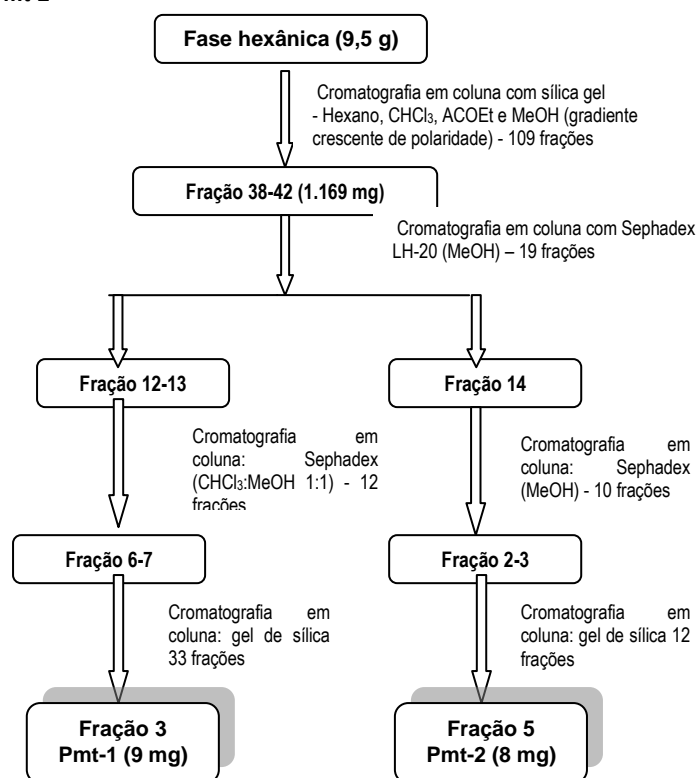 Fase hexânica (9,5 g)
Cromatografia em coluna com sílica gel
- Hexano, CHCl₃, ACOEt e MeOH (gradiente
crescente de polaridade) - 109 frações
Fração 38-42 (1.169 mg)
Cromatografia em coluna com Sephadex
LH-20 (MeOH) – 19 frações
Fração 12-13
Fração 14
Cromatografia em
coluna: Sephadex
(CHCl₃:MeOH 1:1) - 12
frações
Cromatografia em
coluna: Sephadex
(MeOH) - 10 frações
Fração 6-7
Fração 2-3
Cromatografia em
coluna: gel de sílica
33 frações
Cromatografia em
coluna: gel de sílica 12
frações
Fração 3
Pmt-1 (9 mg)
Fração 5
Pmt-2 (8 mg)